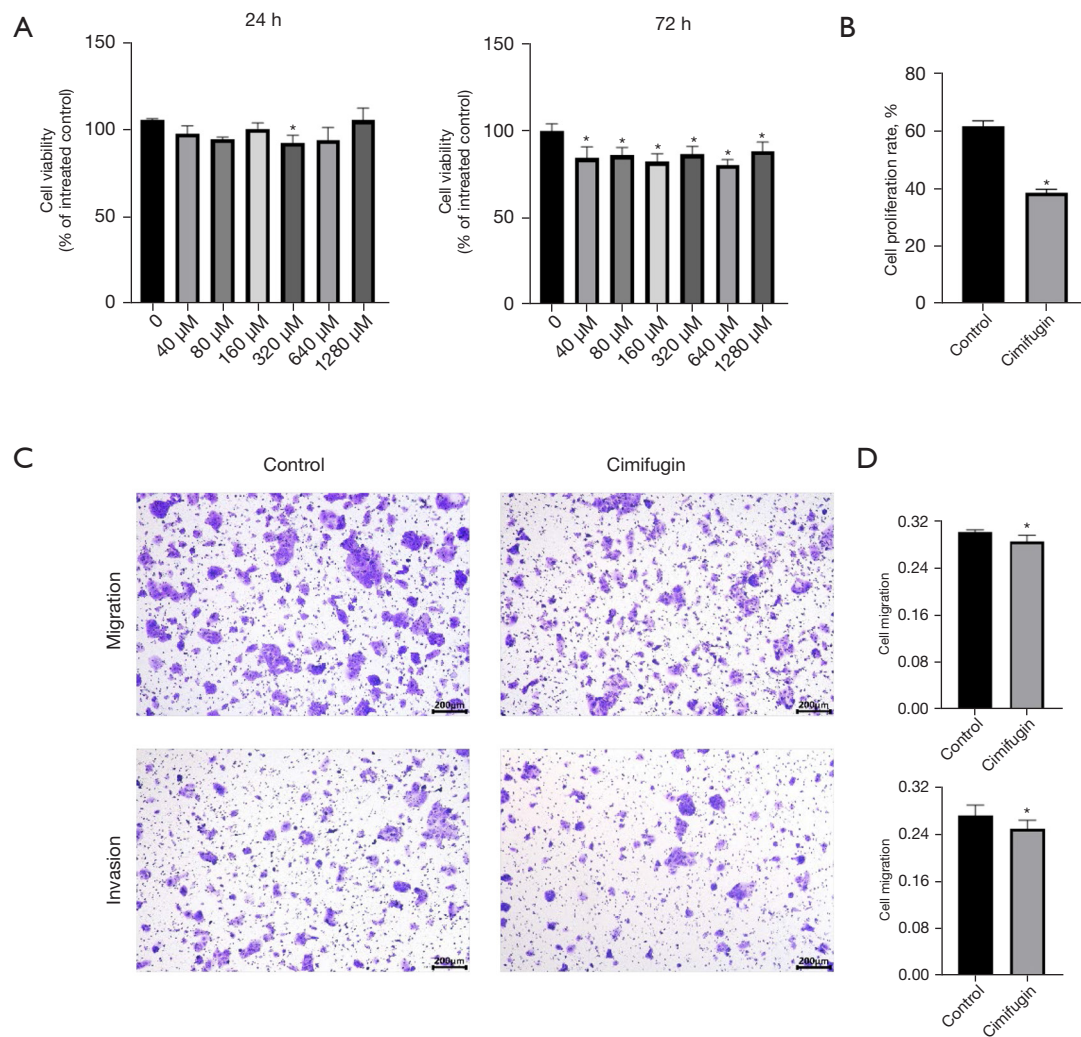 A
24 h
Cell viability
(% of intreated control)
150
100
50
0
*
0
40 µM
80 µM
160 µM
320 µM
640 µM
1280 µM
72 h
Cell viability
(% of intreated control)
150
100
50
0
* * * * * *
0
40 µM
80 µM
160 µM
320 µM
640 µM
1280 µM
B
Cell proliferation rate, %
80
60
40
20
0
*
Control
Cimifugin
C
Control
Cimifugin
Migration
200µm
200µm
Invasion
200µm
200µm
D
Cell migration
0.32
0.24
0.16
0.08
0.00
*
Control
Cimifugin
Cell migration
0.32
0.24
0.16
0.08
0.00
*
Control
Cimifugin